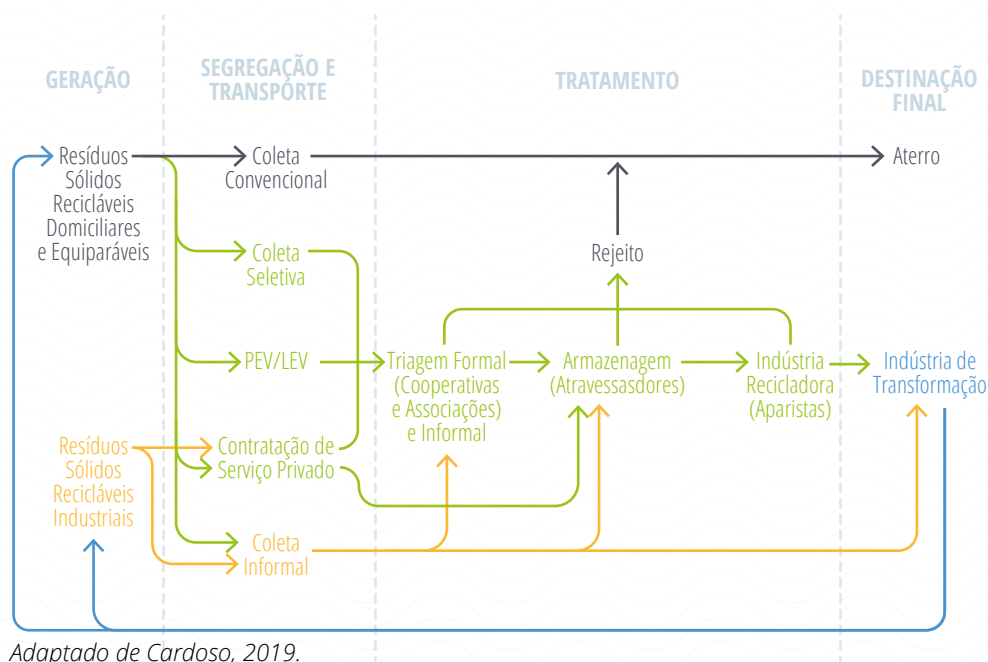 GERAÇÃO
SEGREGAÇÃO E
TRANSPORTE
TRATAMENTO
DESTINAÇÃO
FINAL
Resíduos
Sólidos
Recicláveis
Domiciliares
e Equiparáveis
Coleta
Convencional
Aterro
Coleta
Seletiva
Rejeito
PEV/LEV
Triagem Formal
(Cooperativas
e Associações)
e Informal
Armazenagem
(Atravessasdores)
Indústria
Recicladora
(Aparistas)
Indústria de
Transformação
Resíduos
Sólidos
Recicláveis
Industriais
Contratação de
Serviço Privado
Coleta
Informal
Adaptado de Cardoso, 2019.